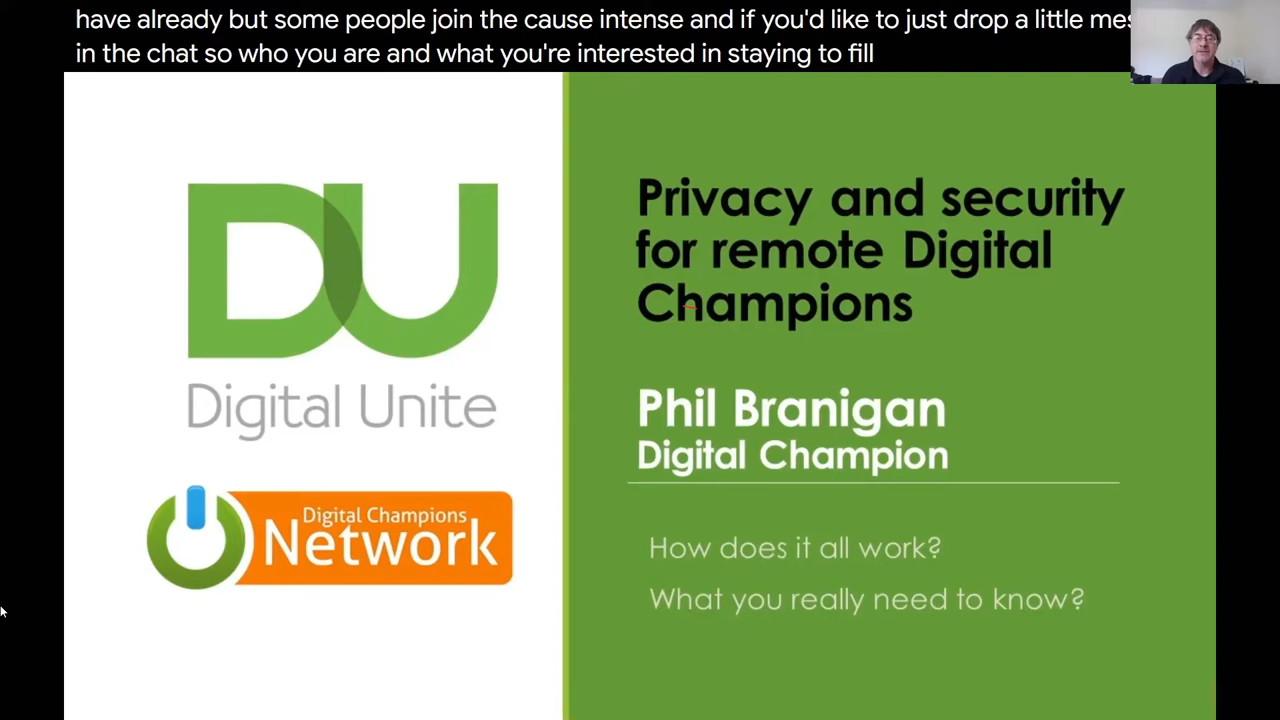 have already but some people join the cause intense and if you'd like to just drop a little
in the chat so who you are and what you're interested in staying to fill
DU
Digital Unite
Digital Champions
Network
Privacy and security
for remote Digital
Champions
Phil Branigan
Digital Champion
How does it all work?
What you really need to know?